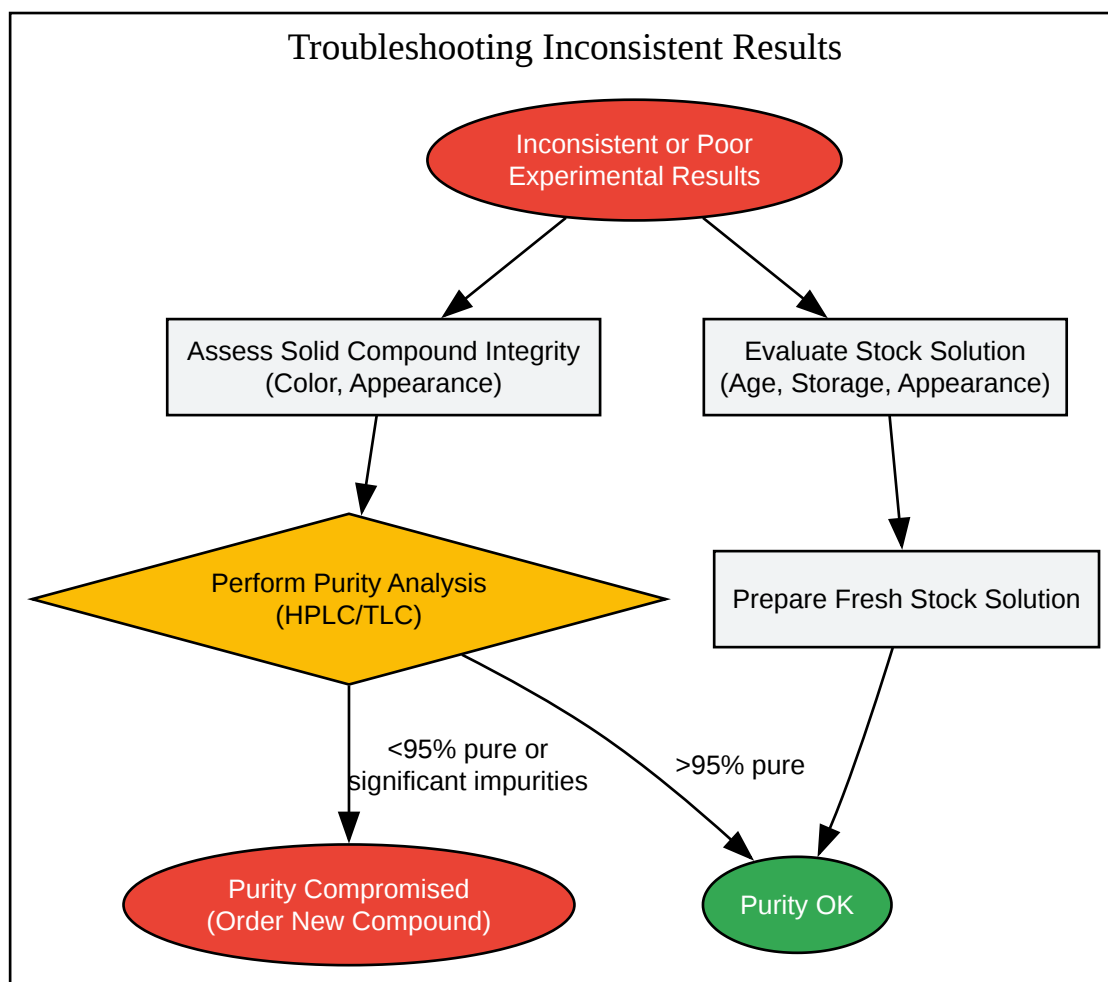 Troubleshooting Inconsistent Results
Inconsistent or Poor
Experimental Results
Assess Solid Compound Integrity
(Color, Appearance)
Evaluate Stock Solution
(Age, Storage, Appearance)
Perform Purity Analysis
(HPLC/TLC)
Prepare Fresh Stock Solution
<95% pure or
significant impurities
>95% pure
Purity Compromised
(Order New Compound)
Purity OK